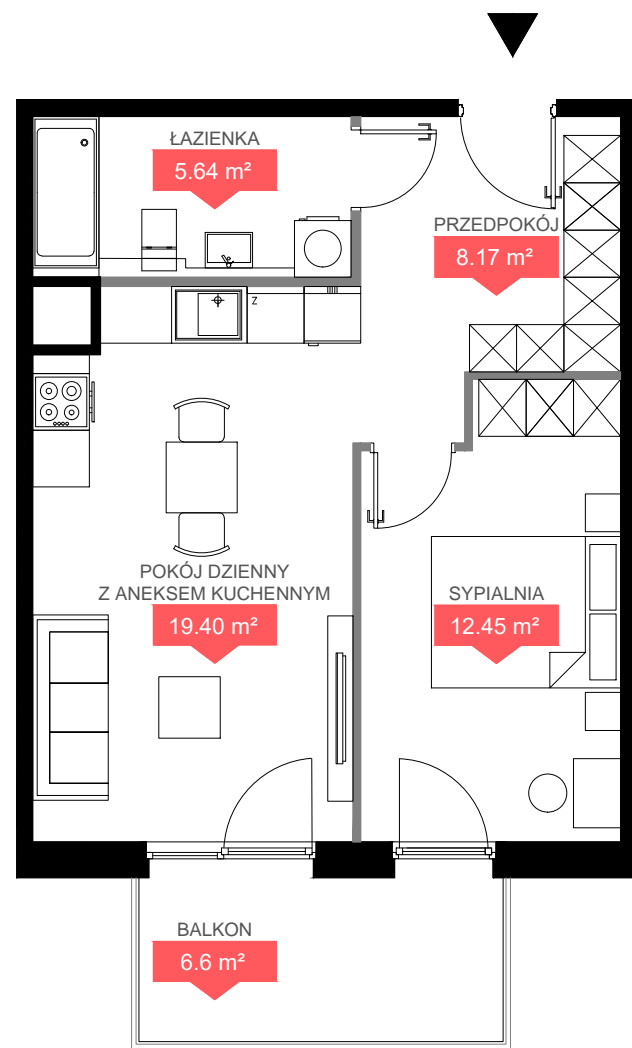 ŁAZIENKA
5.64 m²
PRZEDPOKÓJ
8.17 m²
Z
POKÓJ DZIENNY
Z ANEKSEM KUCHENNYM
19.40 m²
SYPIALNIA
12.45 m²
BALKON
6.6 m²